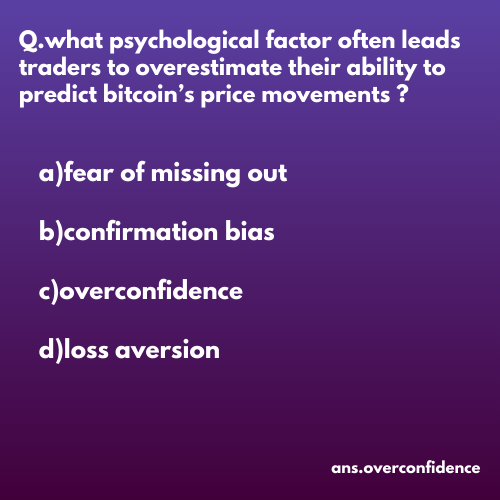 Q.what psychological factor often leads
traders to overestimate their ability to
predict bitcoin’s price movements ?
a)fear of missing out
b)confirmation bias
c)overconfidence
d)loss aversion
ans.overconfidence